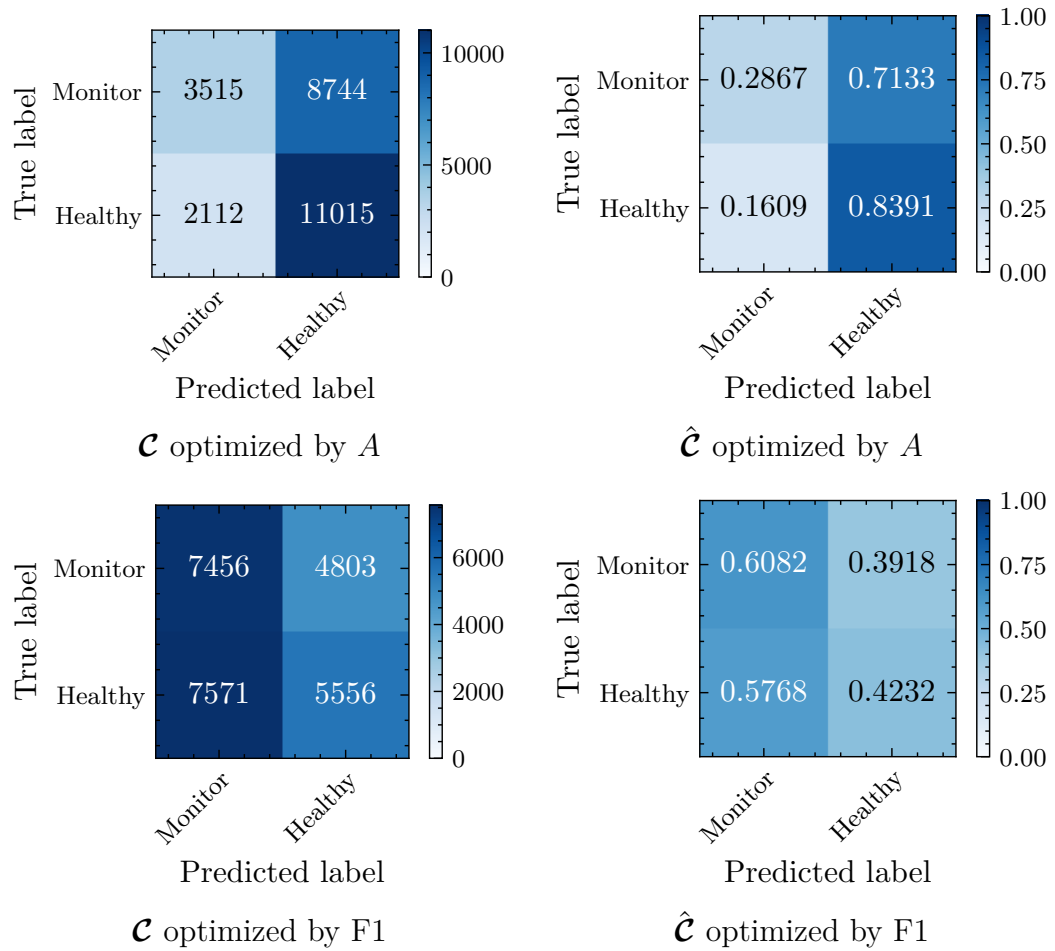 True label
Monitor
3515
8744
Healthy
2112
11015
Monitor
Healthy
Predicted label
10000
5000
0
𝓒 optimized by A
True label
Monitor
0.2867
0.7133
Healthy
0.1609
0.8391
Monitor
Healthy
Predicted label
1.00
0.75
0.50
0.25
0.00
𝓒̂ optimized by A
True label
Monitor
7456
4803
Healthy
7571
5556
Monitor
Healthy
Predicted label
6000
4000
2000
0
𝓒 optimized by F1
True label
Monitor
0.6082
0.3918
Healthy
0.5768
0.4232
Monitor
Healthy
Predicted label
1.00
0.75
0.50
0.25
0.00
𝓒̂ optimized by F1